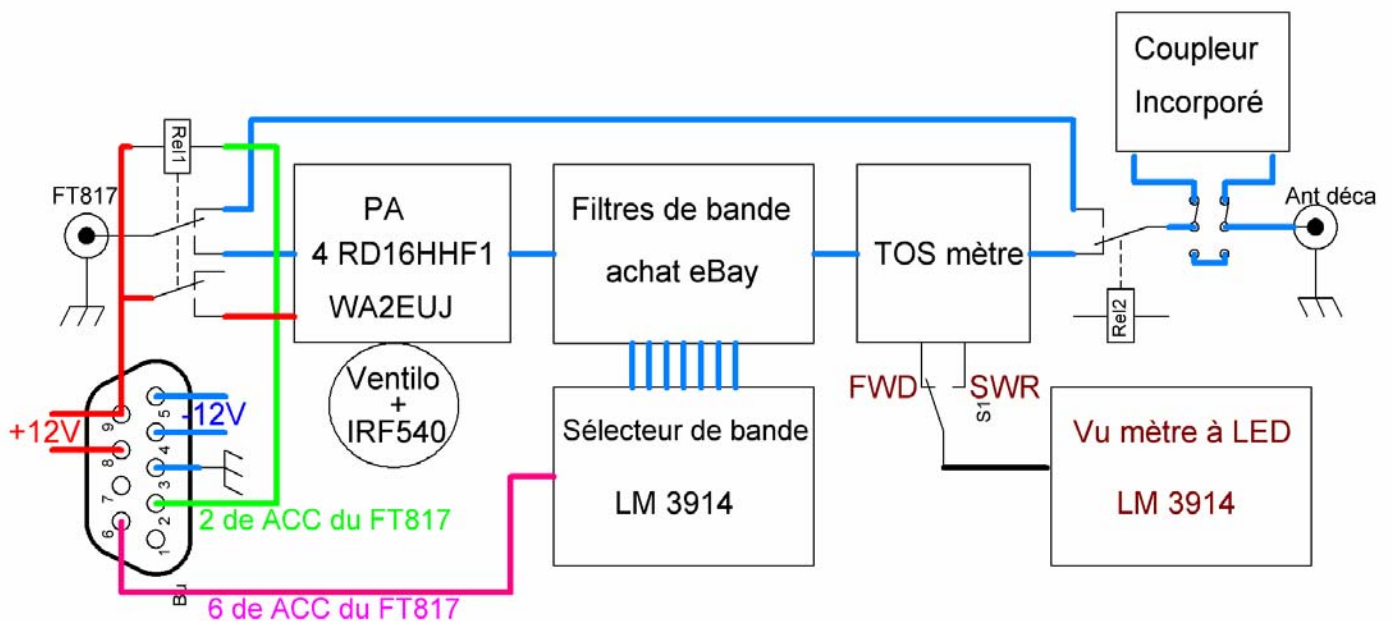 Coupleur
Incorporé
Rel1
FT817
PA
4 RD16HHF1
WA2EUJ
Filtres de bande
achat eBay
TOS mètre
Ant déca
Rel2
Ventilo
+
IRF540
FWD
SWR
S1
+12V
-12V
9
8
7
6
5
4
3
2
1
Sélecteur de bande
LM 3914
Vu mètre à LED
LM 3914
2 de ACC du FT817
Bu
6 de ACC du FT817